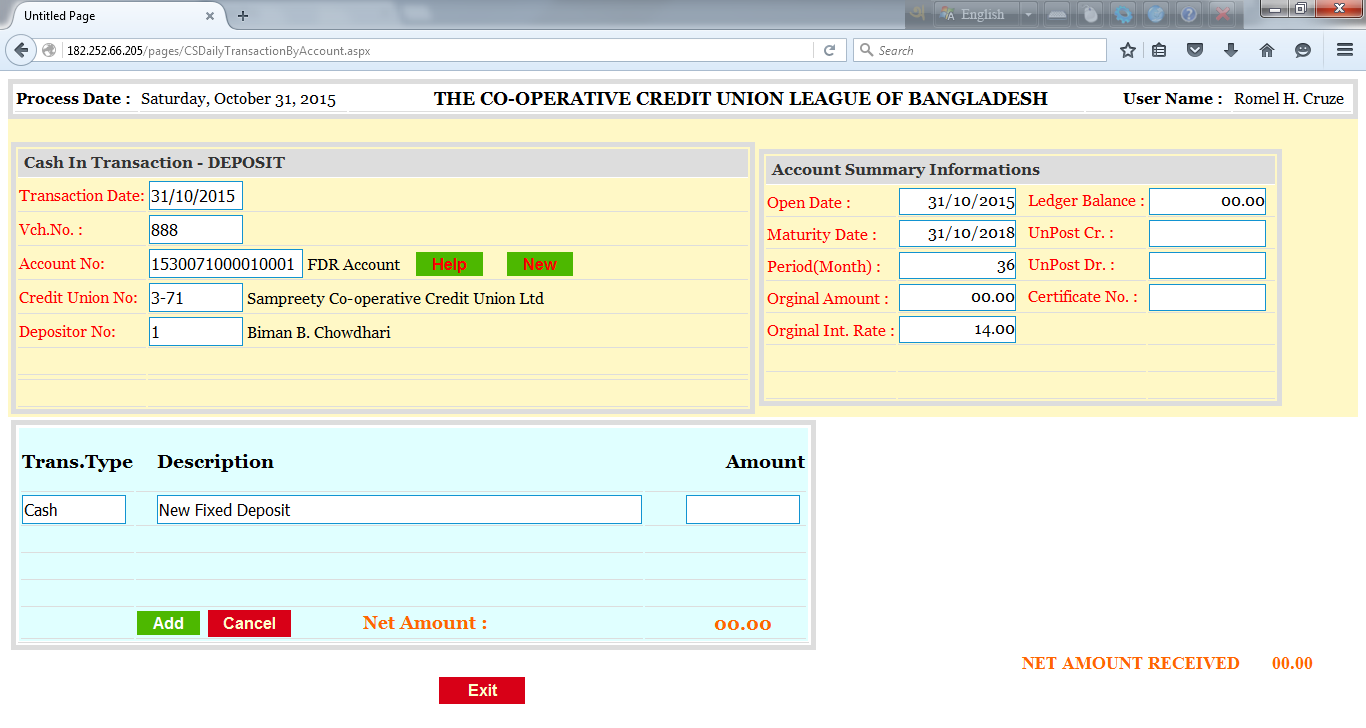 Untitled Page
English
182.252.66.205/pages/CSDailyTransactionByAccount.aspx
Search
Process Date : Saturday, October 31, 2015 THE CO-OPERATIVE CREDIT UNION LEAGUE OF BANGLADESH User Name : Romel H. Cruze
Cash In Transaction - DEPOSIT
Transaction Date: 31/10/2015
Vch.No. : 888
Account No: 1530071000010001 FDR Account Help New
Credit Union No: 3-71 Sampreety Co-operative Credit Union Ltd
Depositor No: 1 Biman B. Chowdhari
Account Summary Informations
Open Date : 31/10/2015 Ledger Balance : 00.00
Maturity Date : 31/10/2018 UnPost Cr. :
Period(Month) : 36 UnPost Dr. :
Orginal Amount : 00.00 Certificate No. :
Orginal Int. Rate : 14.00
Trans.Type Description Amount
Cash New Fixed Deposit
Add Cancel Net Amount : 00.00
NET AMOUNT RECEIVED 00.00
Exit